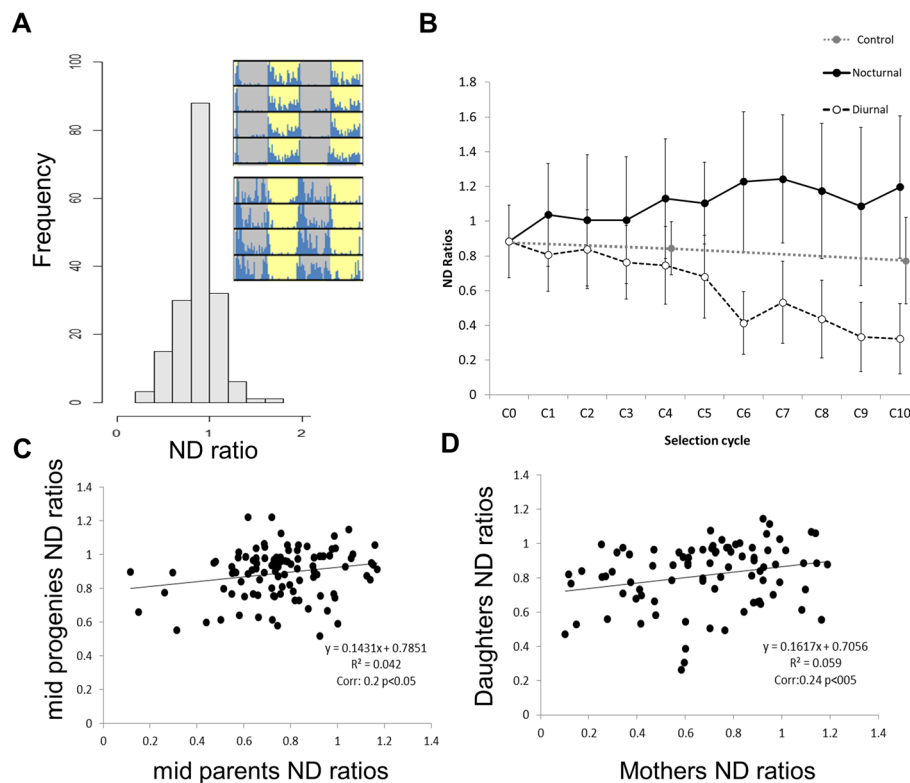 A
Frequency
0
20
40
60
80
100
0
1
2
ND ratio
B
Control
Nocturnal
Diurnal
ND Ratios
1.8
1.6
1.4
1.2
1
0.8
0.6
0.4
0.2
0
C0 C1 C2 C3 C4 C5 C6 C7 C8 C9 C10
Selection cycle
C
mid progenies ND ratios
1.4
1.2
1
0.8
0.6
0.4
0.2
0
y = 0.1431x + 0.7851
R² = 0.042
Corr: 0.2 p<0.05
0 0.2 0.4 0.6 0.8 1 1.2 1.4
mid parents ND ratios
D
Daughters ND ratios
1.4
1.2
1
0.8
0.6
0.4
0.2
0
y = 0.1617x + 0.7056
R² = 0.059
Corr:0.24 p<005
0 0.2 0.4 0.6 0.8 1 1.2 1.4
Mothers ND ratios